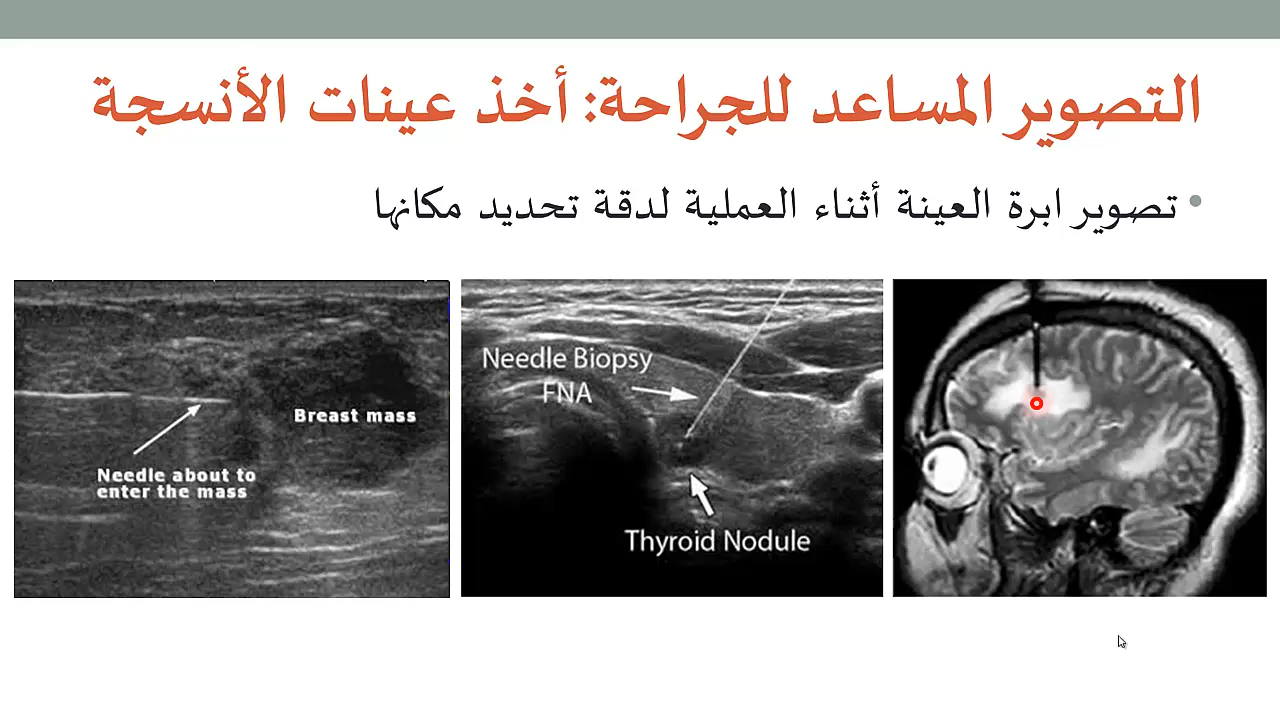 التصوير المساعد للجراحة: أخذ عينات الأنسجة
• تصوير ابرة العينة أثناء العملية لدقة تحديد مكانها
Breast mass
Needle about to
enter the mass
Needle Biopsy
FNA
Thyroid Nodule